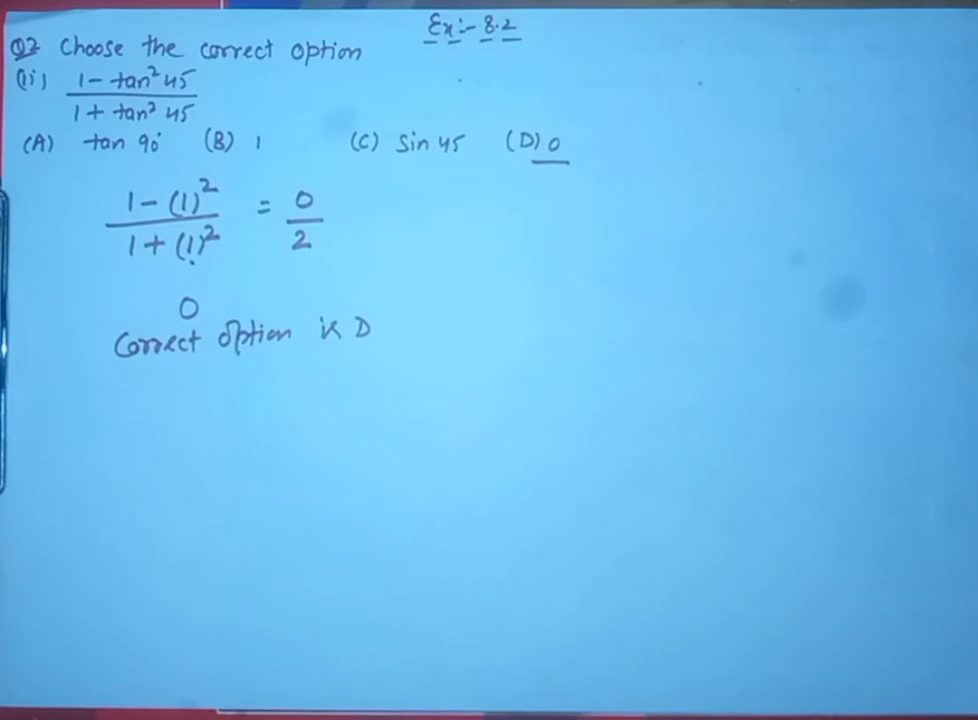 Ex:- 8.2
Q2 Choose the correct option
(ii) 1 - tan² 45 / 1 + tan² 45
(A) tan 90° (B) 1 (C) Sin 45 (D) 0
1 - (1)² / 1 + (1)² = 0 / 2
0
Correct option is D